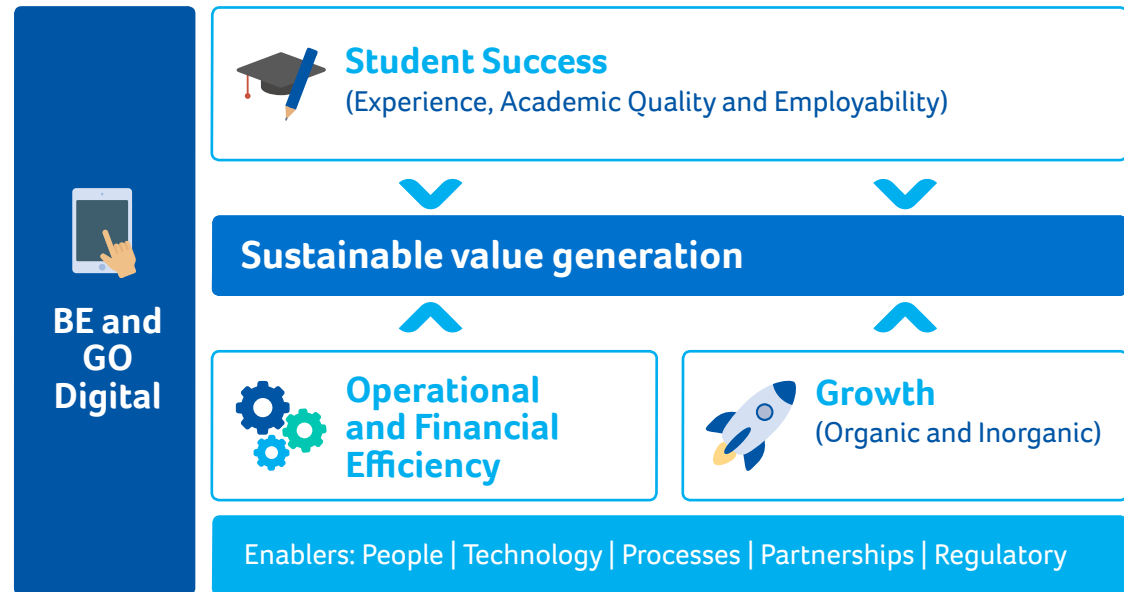 BE and
GO
Digital
Student Success
(Experience, Academic Quality and Employability)
Sustainable value generation
Operational
and Financial
Efficiency
Growth
(Organic and Inorganic)
Enablers: People | Technology | Processes | Partnerships | Regulatory